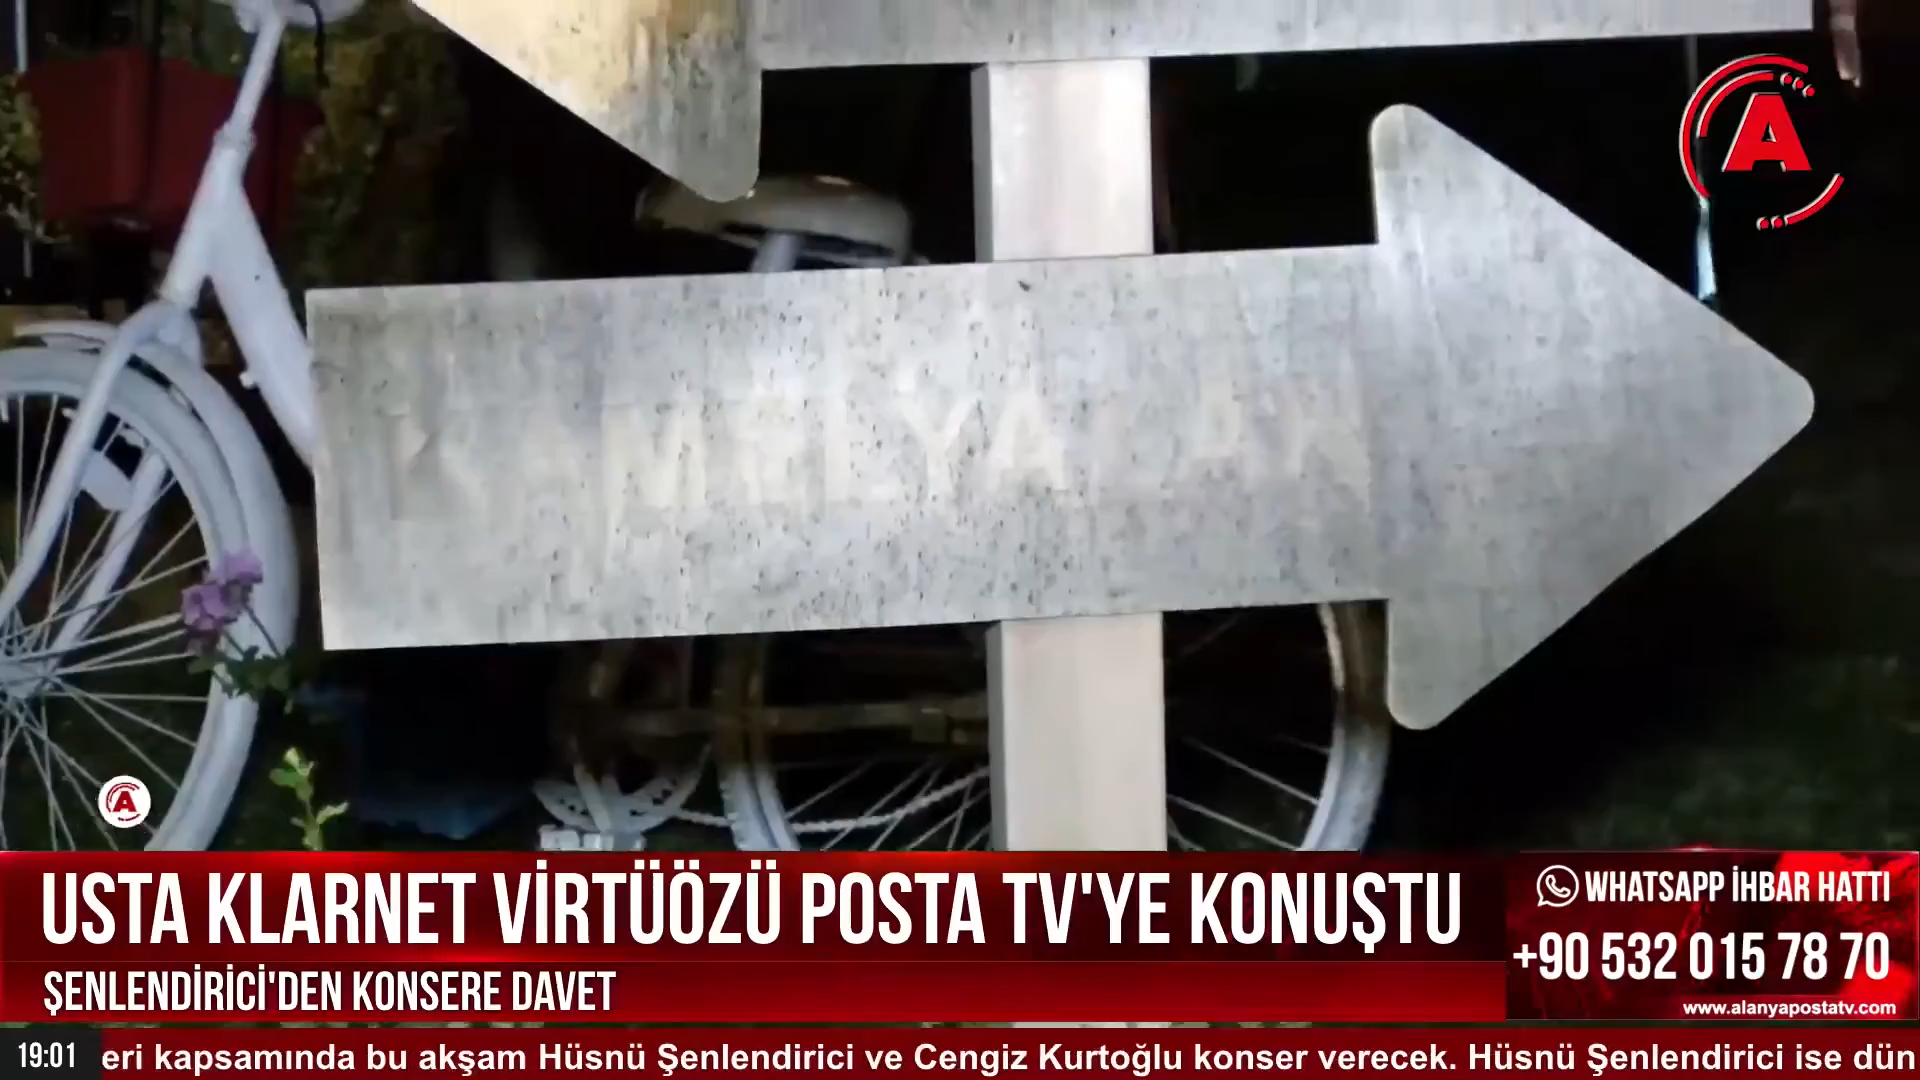 A
KAMELYALAR
A
USTA KLARNET VİRTÜÖZÜ POSTA TV'YE KONUŞTU
ŞENLENDİRİCİ'DEN KONSERE DAVET
WHATSAPP İHBAR HATTI
+90 532 015 78 70
www.alanyapostatv.com
19:01 eri kapsamında bu akşam Hüsnü Şenlendirici ve Cengiz Kurtoğlu konser verecek. Hüsnü Şenlendirici ise dün